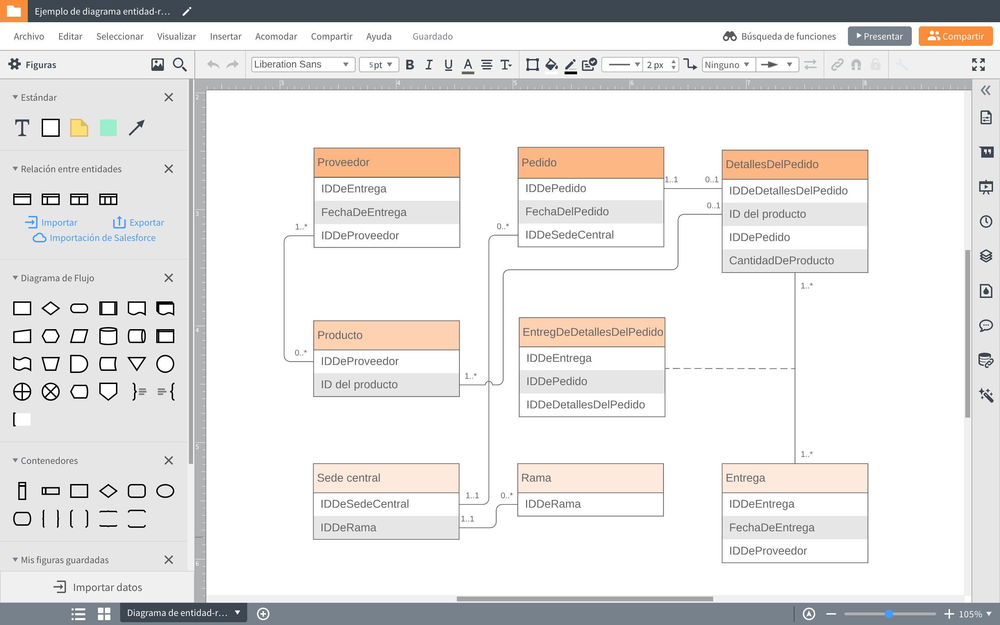 Ejemplo de diagrama entidad-r...
Archivo Editar Seleccionar Visualizar Insertar Acomodar Compartir Ayuda Guardado Búsqueda de funciones Presentar Compartir
Figuras Liberation Sans 5 pt B I U A T 2 px Ninguno
3 4 5 6 7 8
2
3
4
5
6
Estándar
T
Relación entre entidades
Importar Exportar
Importación de Salesforce
Diagrama de Flujo
Contenedores
Mis figuras guardadas
Importar datos
Proveedor
IDDeEntrega
FechaDeEntrega
IDDeProveedor
1..*
0..*
Pedido
IDDePedido
FechaDelPedido
IDDeSedeCentral
1..1 0..1
0..1
0..*
DetallesDelPedido
IDDeDetallesDelPedido
ID del producto
IDDePedido
CantidadDeProducto
1..*
1..*
Producto
IDDeProveedor
ID del producto
1..*
EntregDeDetallesDelPedido
IDDeEntrega
IDDePedido
IDDeDetallesDelPedido
Sede central
IDDeSedeCentral
IDDeRama
1..1 0..*
1..1
Rama
IDDeRama
Entrega
IDDeEntrega
FechaDeEntrega
IDDeProveedor
Diagrama de entidad-r... 105%